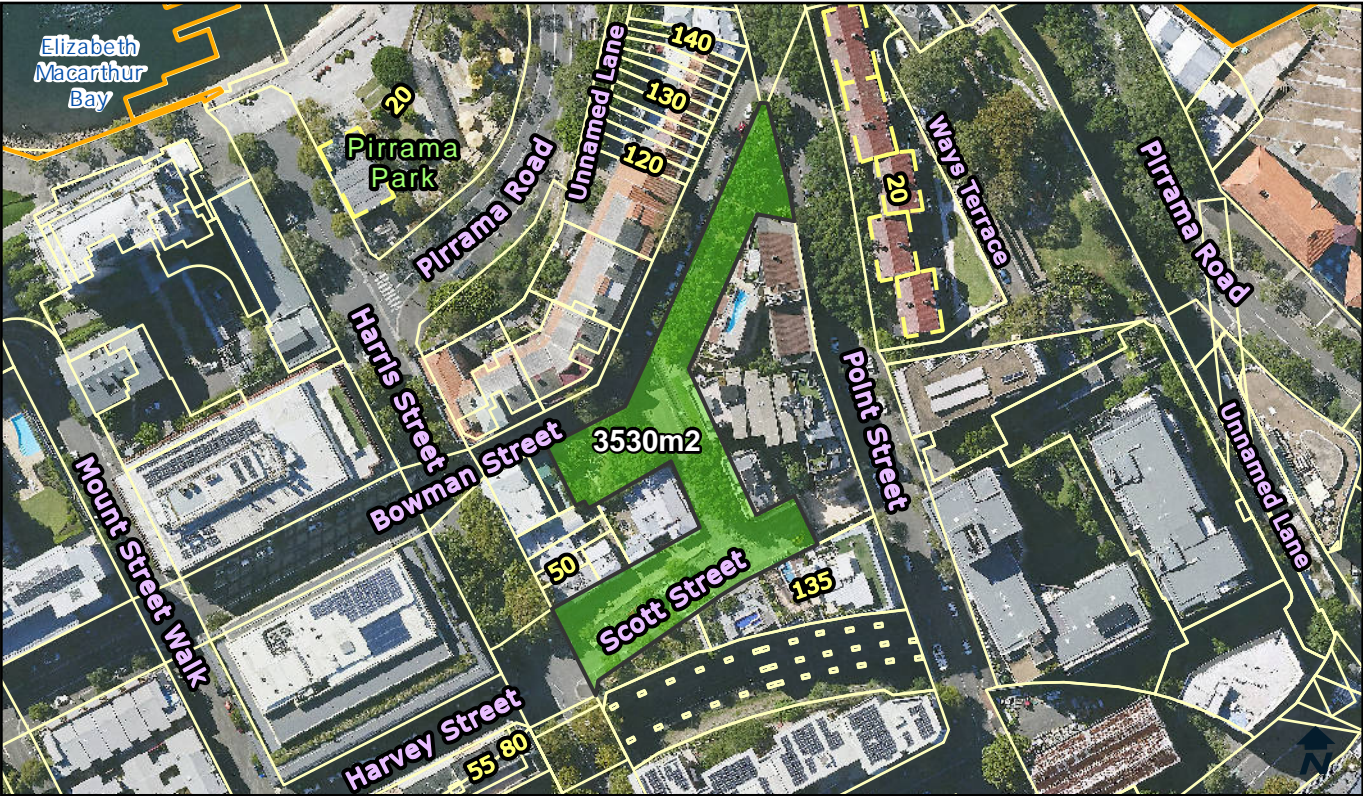 Elizabeth
Macarthur
Bay
20
Pirrama
Park
Pirrama Road
Unnamed Lane
140
130
120
20
Ways Terrace
Pirrama Road
Harris Street
Bowman Street
3530m2
Point Street
Unnamed Lane
Mount Street Walk
50
Scott Street
135
Harvey Street
55
80
N